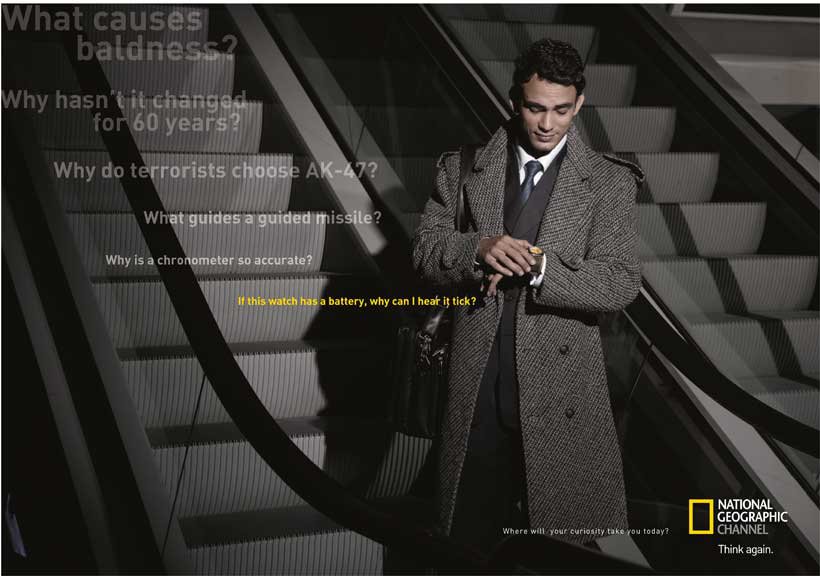 What causes
baldness?
Why hasn't it changed
for 60 years?
Why do terrorists choose AK-47?
What guides a guided missile?
Why is a chronometer so accurate?
If this watch has a battery, why can I hear it tick?
Where will your curiosity take you today?
NATIONAL
GEOGRAPHIC
CHANNEL
Think again.